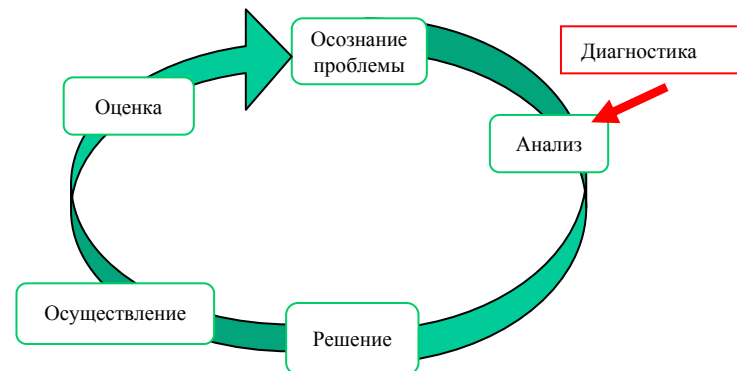 Осознание
проблемы
Диагностика
Анализ
Решение
Осуществление
Оценка